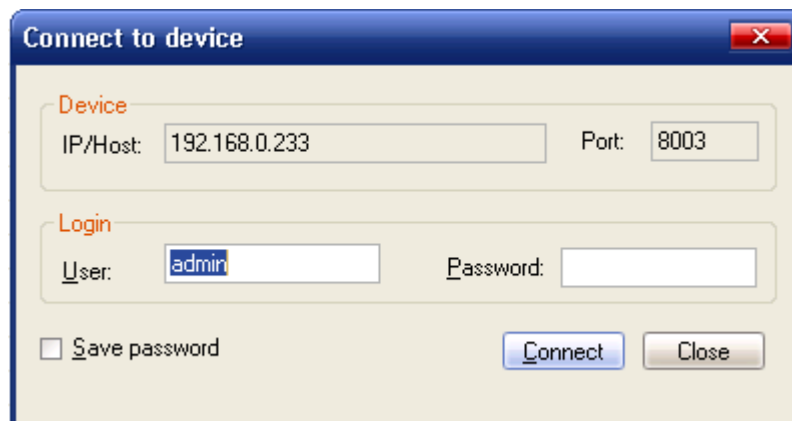 Connect to device
Device
IP/Host: 192.168.0.233 Port: 8003
Login
User: admin Password:
Save password Connect Close